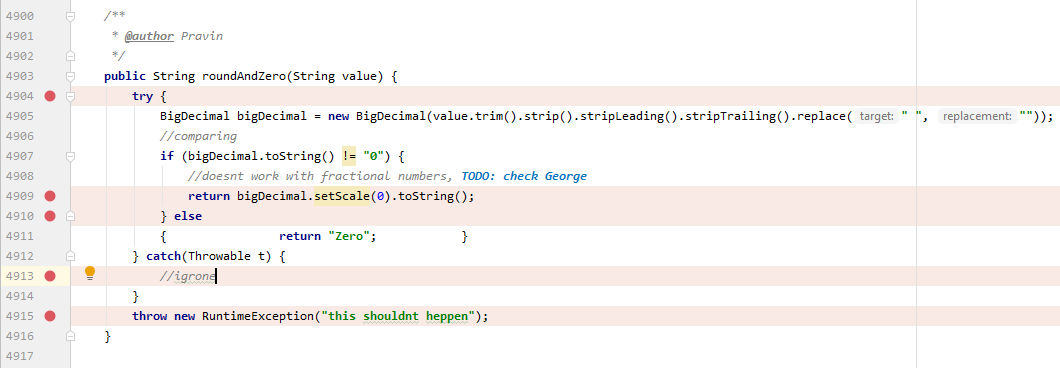 4900 /**
4901 * @author Pravin
4902 */
4903 public String roundAndZero(String value) {
4904 try {
4905 BigDecimal bigDecimal = new BigDecimal(value.trim().strip().stripLeading().stripTrailing().replace( target: " ", replacement: ""));
4906 //comparing
4907 if (bigDecimal.toString() != "0") {
4908 //doesnt work with fractional numbers, TODO: check George
4909 return bigDecimal.setScale(0).toString();
4910 } else
4911 { return "Zero"; }
4912 } catch(Throwable t) {
4913 //igrone
4914 }
4915 throw new RuntimeException("this shouldnt heppen");
4916 }
4917